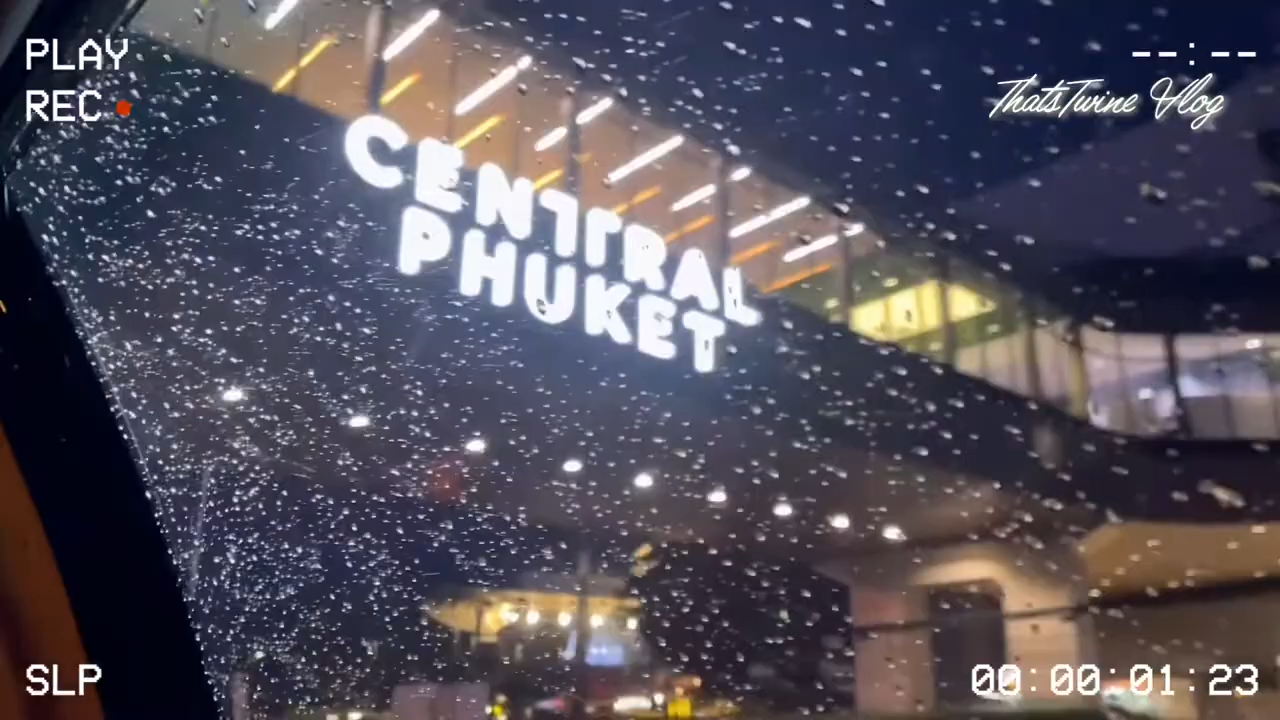 PLAY
REC
--:--
ThatsTwine Vlog
CENTRAL
PHUKET
SLP
00:00:01:23